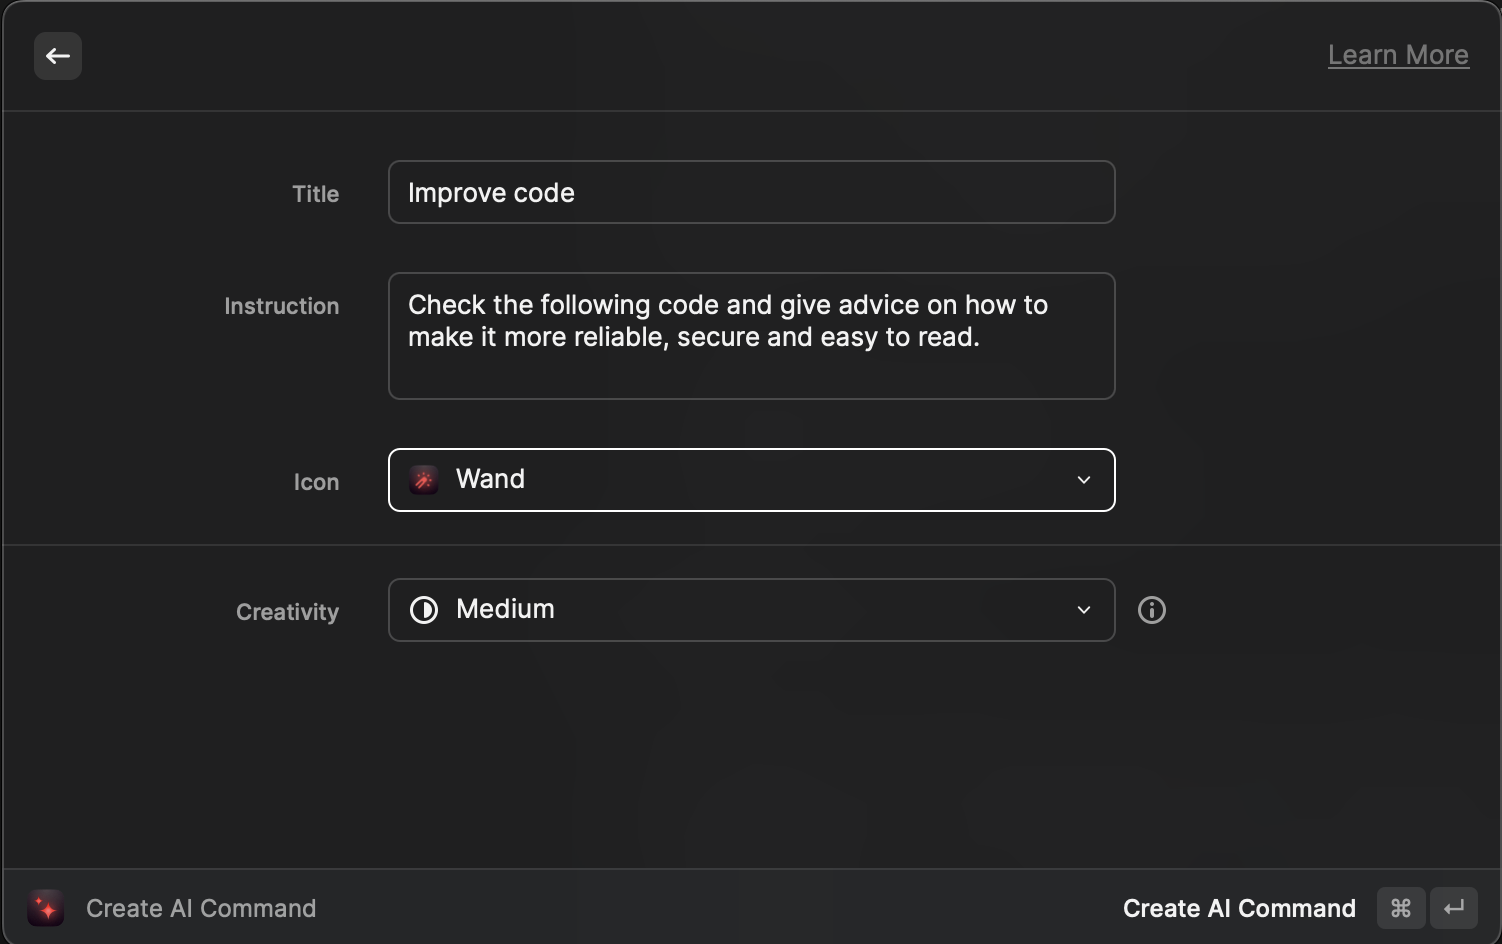 Learn More
Title
Improve code
Instruction
Check the following code and give advice on how to
make it more reliable, secure and easy to read.
Icon
Wand
Creativity
Medium
Create AI Command
Create AI Command ⌘ ↵